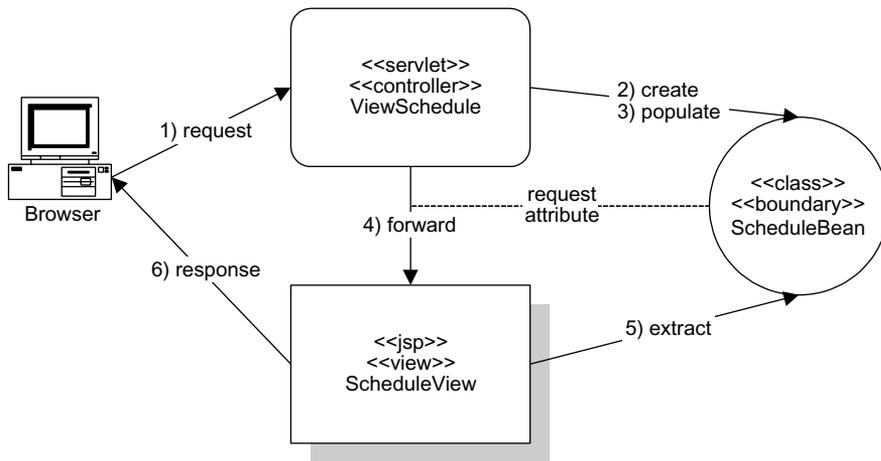 <<servlet>>
<<controller>>
ViewSchedule
2) create
3) populate
1) request
Browser
<<class>>
<<boundary>>
ScheduleBean
request
attribute
4) forward
6) response
5) extract
<<jsp>>
<<view>>
ScheduleView